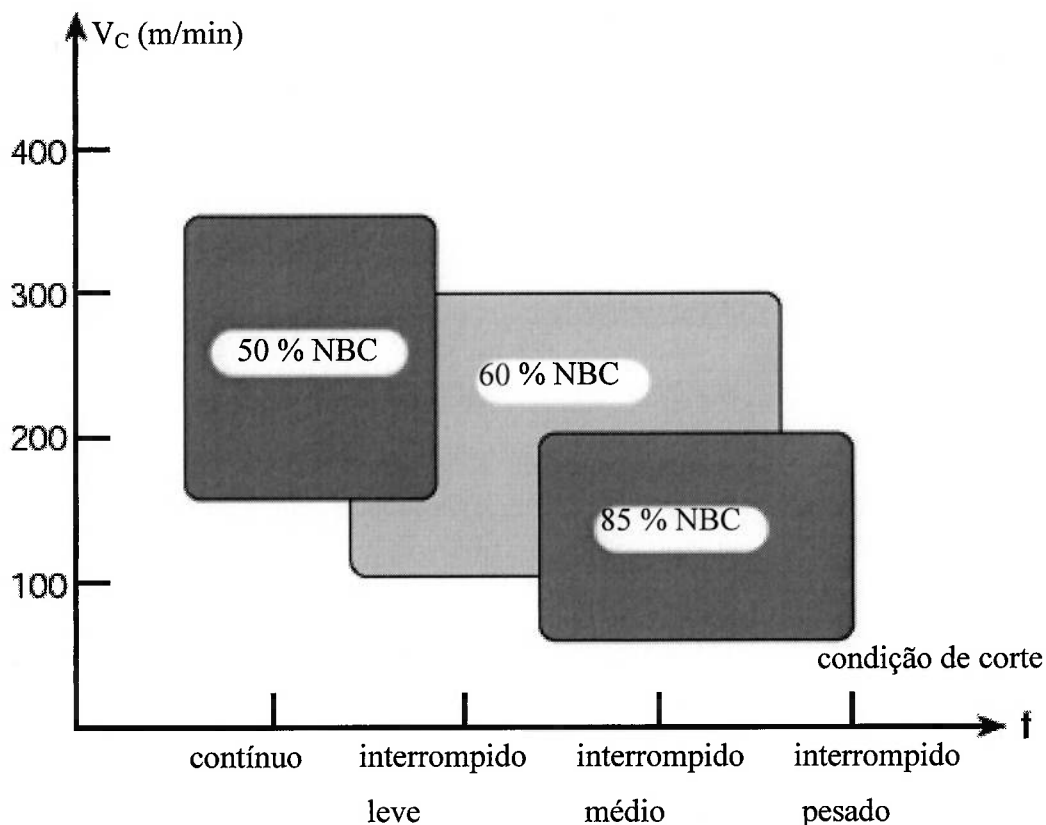 V_C (m/min)
400
300
50 % NBC
60 % NBC
200
85 % NBC
100
condição de corte
f
contínuo interrompido interrompido interrompido
leve médio pesado